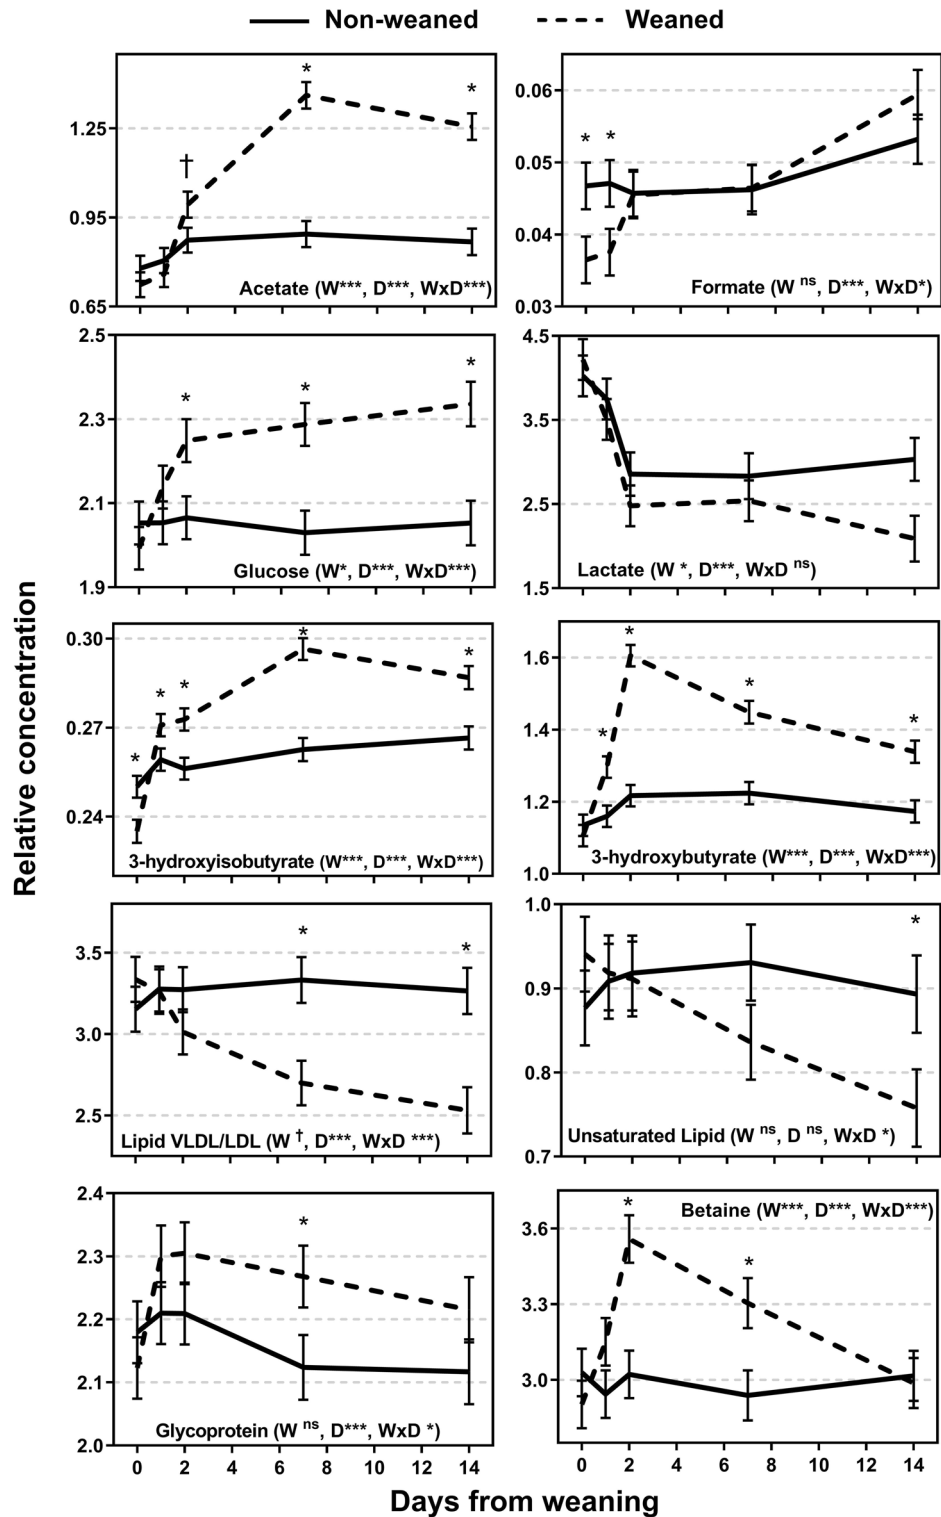 Non-weaned Weaned
Relative concentration
* * †
1.25
0.95
0.65
Acetate (W***, D***, WxD***)
* *
0.06
0.05
0.04
0.03
Formate (W ns, D***, WxD*)
* * *
2.5
2.3
2.1
1.9
Glucose (W*, D***, WxD***)
4.5
3.5
2.5
1.5
Lactate (W *, D***, WxD ns)
* * * * *
0.30
0.27
0.24
3-hydroxyisobutyrate (W***, D***, WxD***)
* * * *
1.6
1.4
1.2
1.0
3-hydroxybutyrate (W***, D***, WxD***)
* *
3.5
3.0
2.5
Lipid VLDL/LDL (W †, D***, WxD ***)
*
1.0
0.9
0.8
0.7
Unsaturated Lipid (W ns, D ns, WxD *)
*
2.4
2.3
2.2
2.1
2.0
Glycoprotein (W ns, D***, WxD *)
0 2 4 6 8 10 12 14
Betaine (W***, D***, WxD***)
* *
3.6
3.3
3.0
0 2 4 6 8 10 12 14
Days from weaning